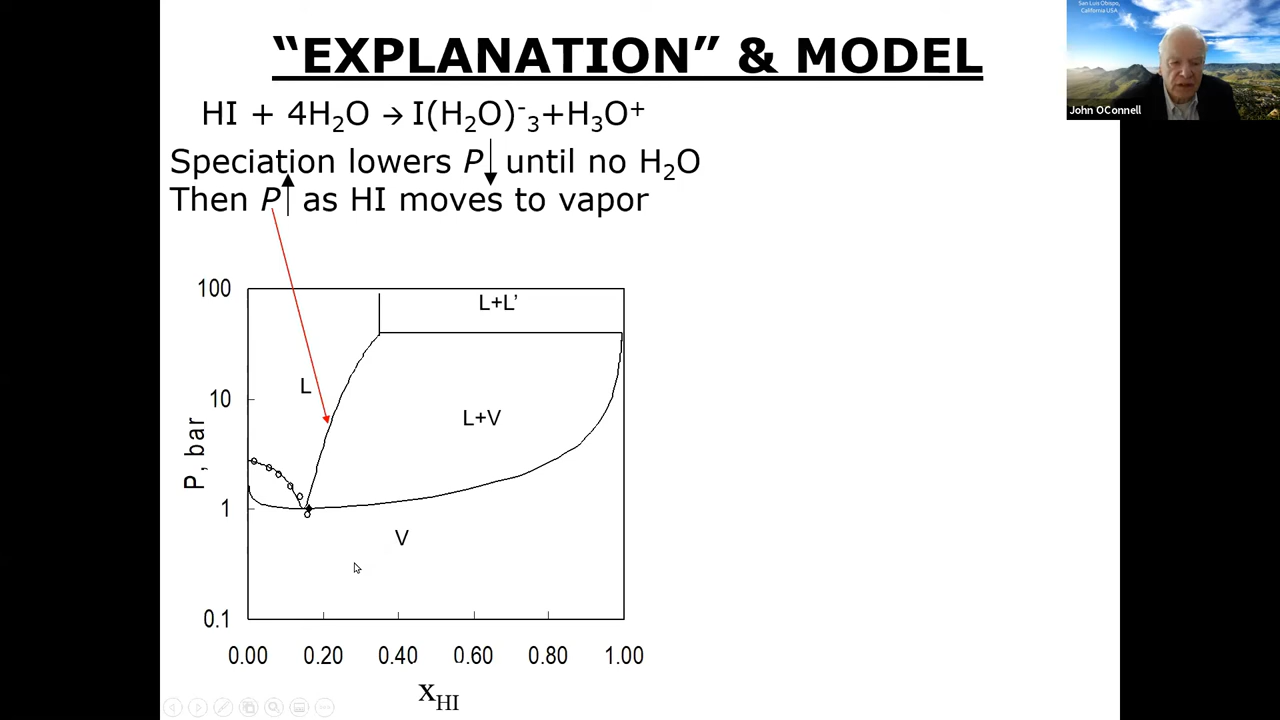 “EXPLANATION” & MODEL
San Luis Obispo,
California USA
John OConnell
HI + 4H₂O → I(H₂O)⁻₃+H₃O⁺
Speciation lowers P↓ until no H₂O
Then P↑ as HI moves to vapor
100
L+L’
L
10
L+V
P, bar
1
V
0.1
0.00 0.20 0.40 0.60 0.80 1.00
x_HI